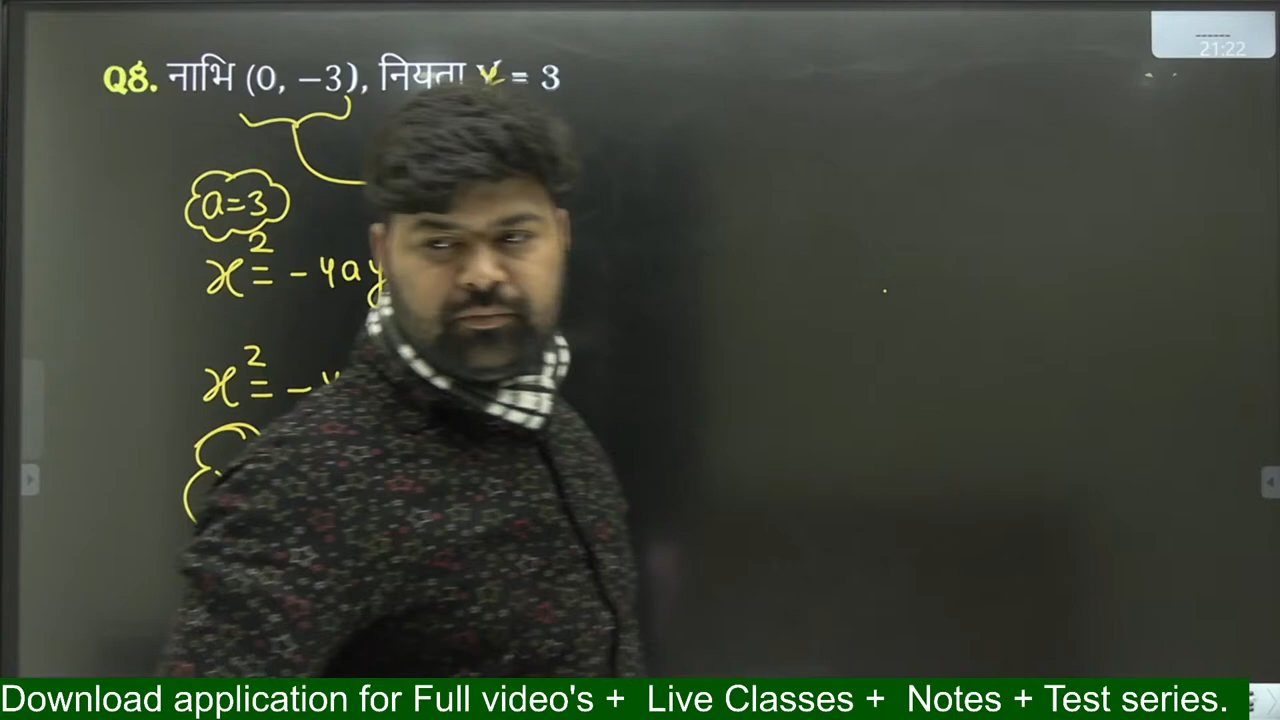 21:22
Q8. नाभि (0, −3), नियता y = 3
a=3
x² = −4ay
x² = −4
Download application for Full video's + Live Classes + Notes + Test series.